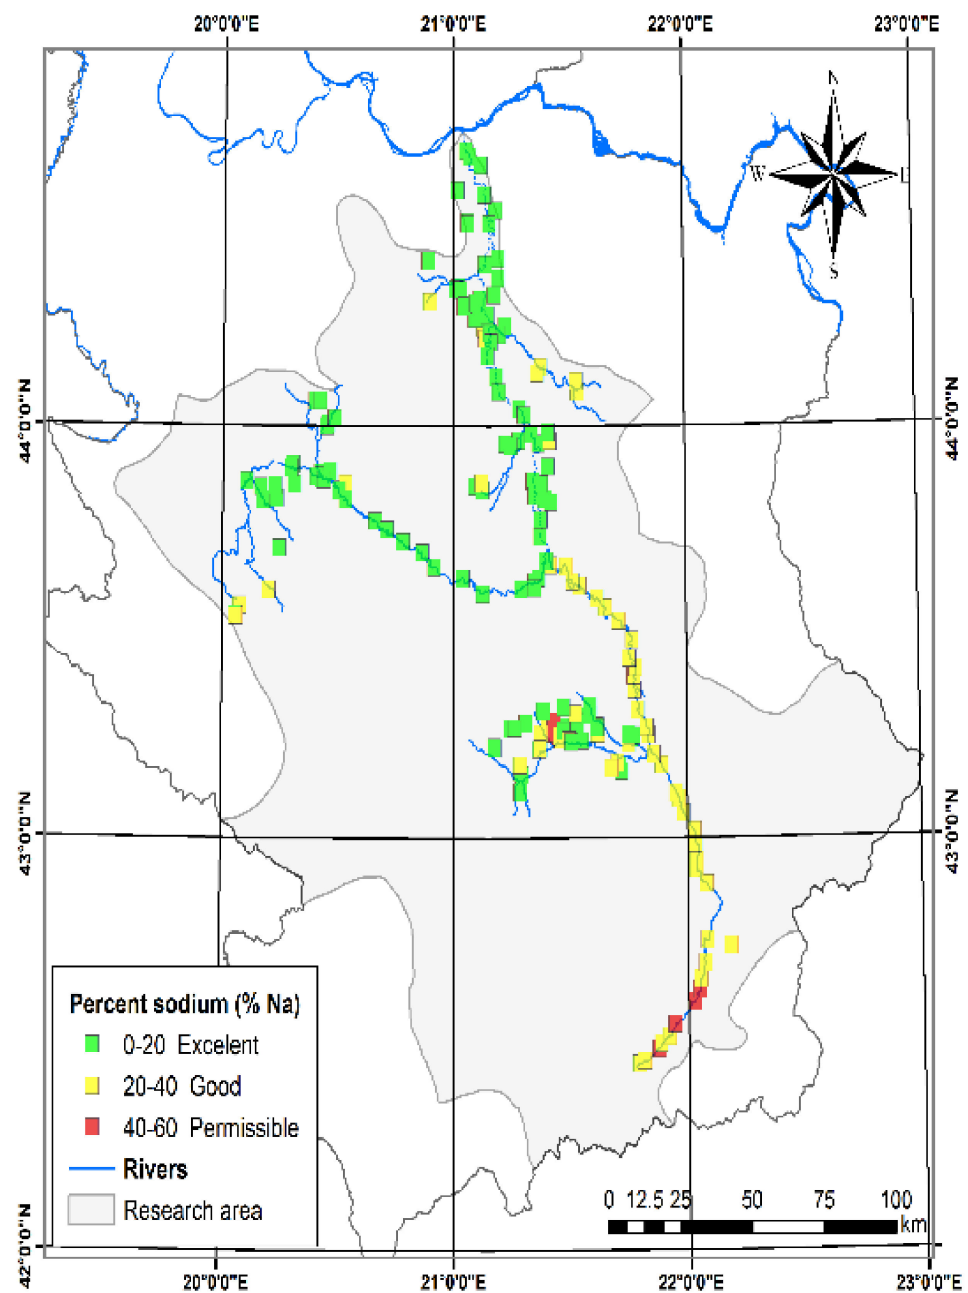 20°0'0"E 21°0'0"E 22°0'0"E 23°0'0"E
N
W E
S
44°0'0"N 44°0'0"N
43°0'0"N 43°0'0"N
Percent sodium (% Na)
0-20 Excelent
20-40 Good
40-60 Permissible
Rivers
Research area
0 12.5 25 50 75 100
km
42°0'0"N 42°0'0"N
20°0'0"E 21°0'0"E 22°0'0"E 23°0'0"E